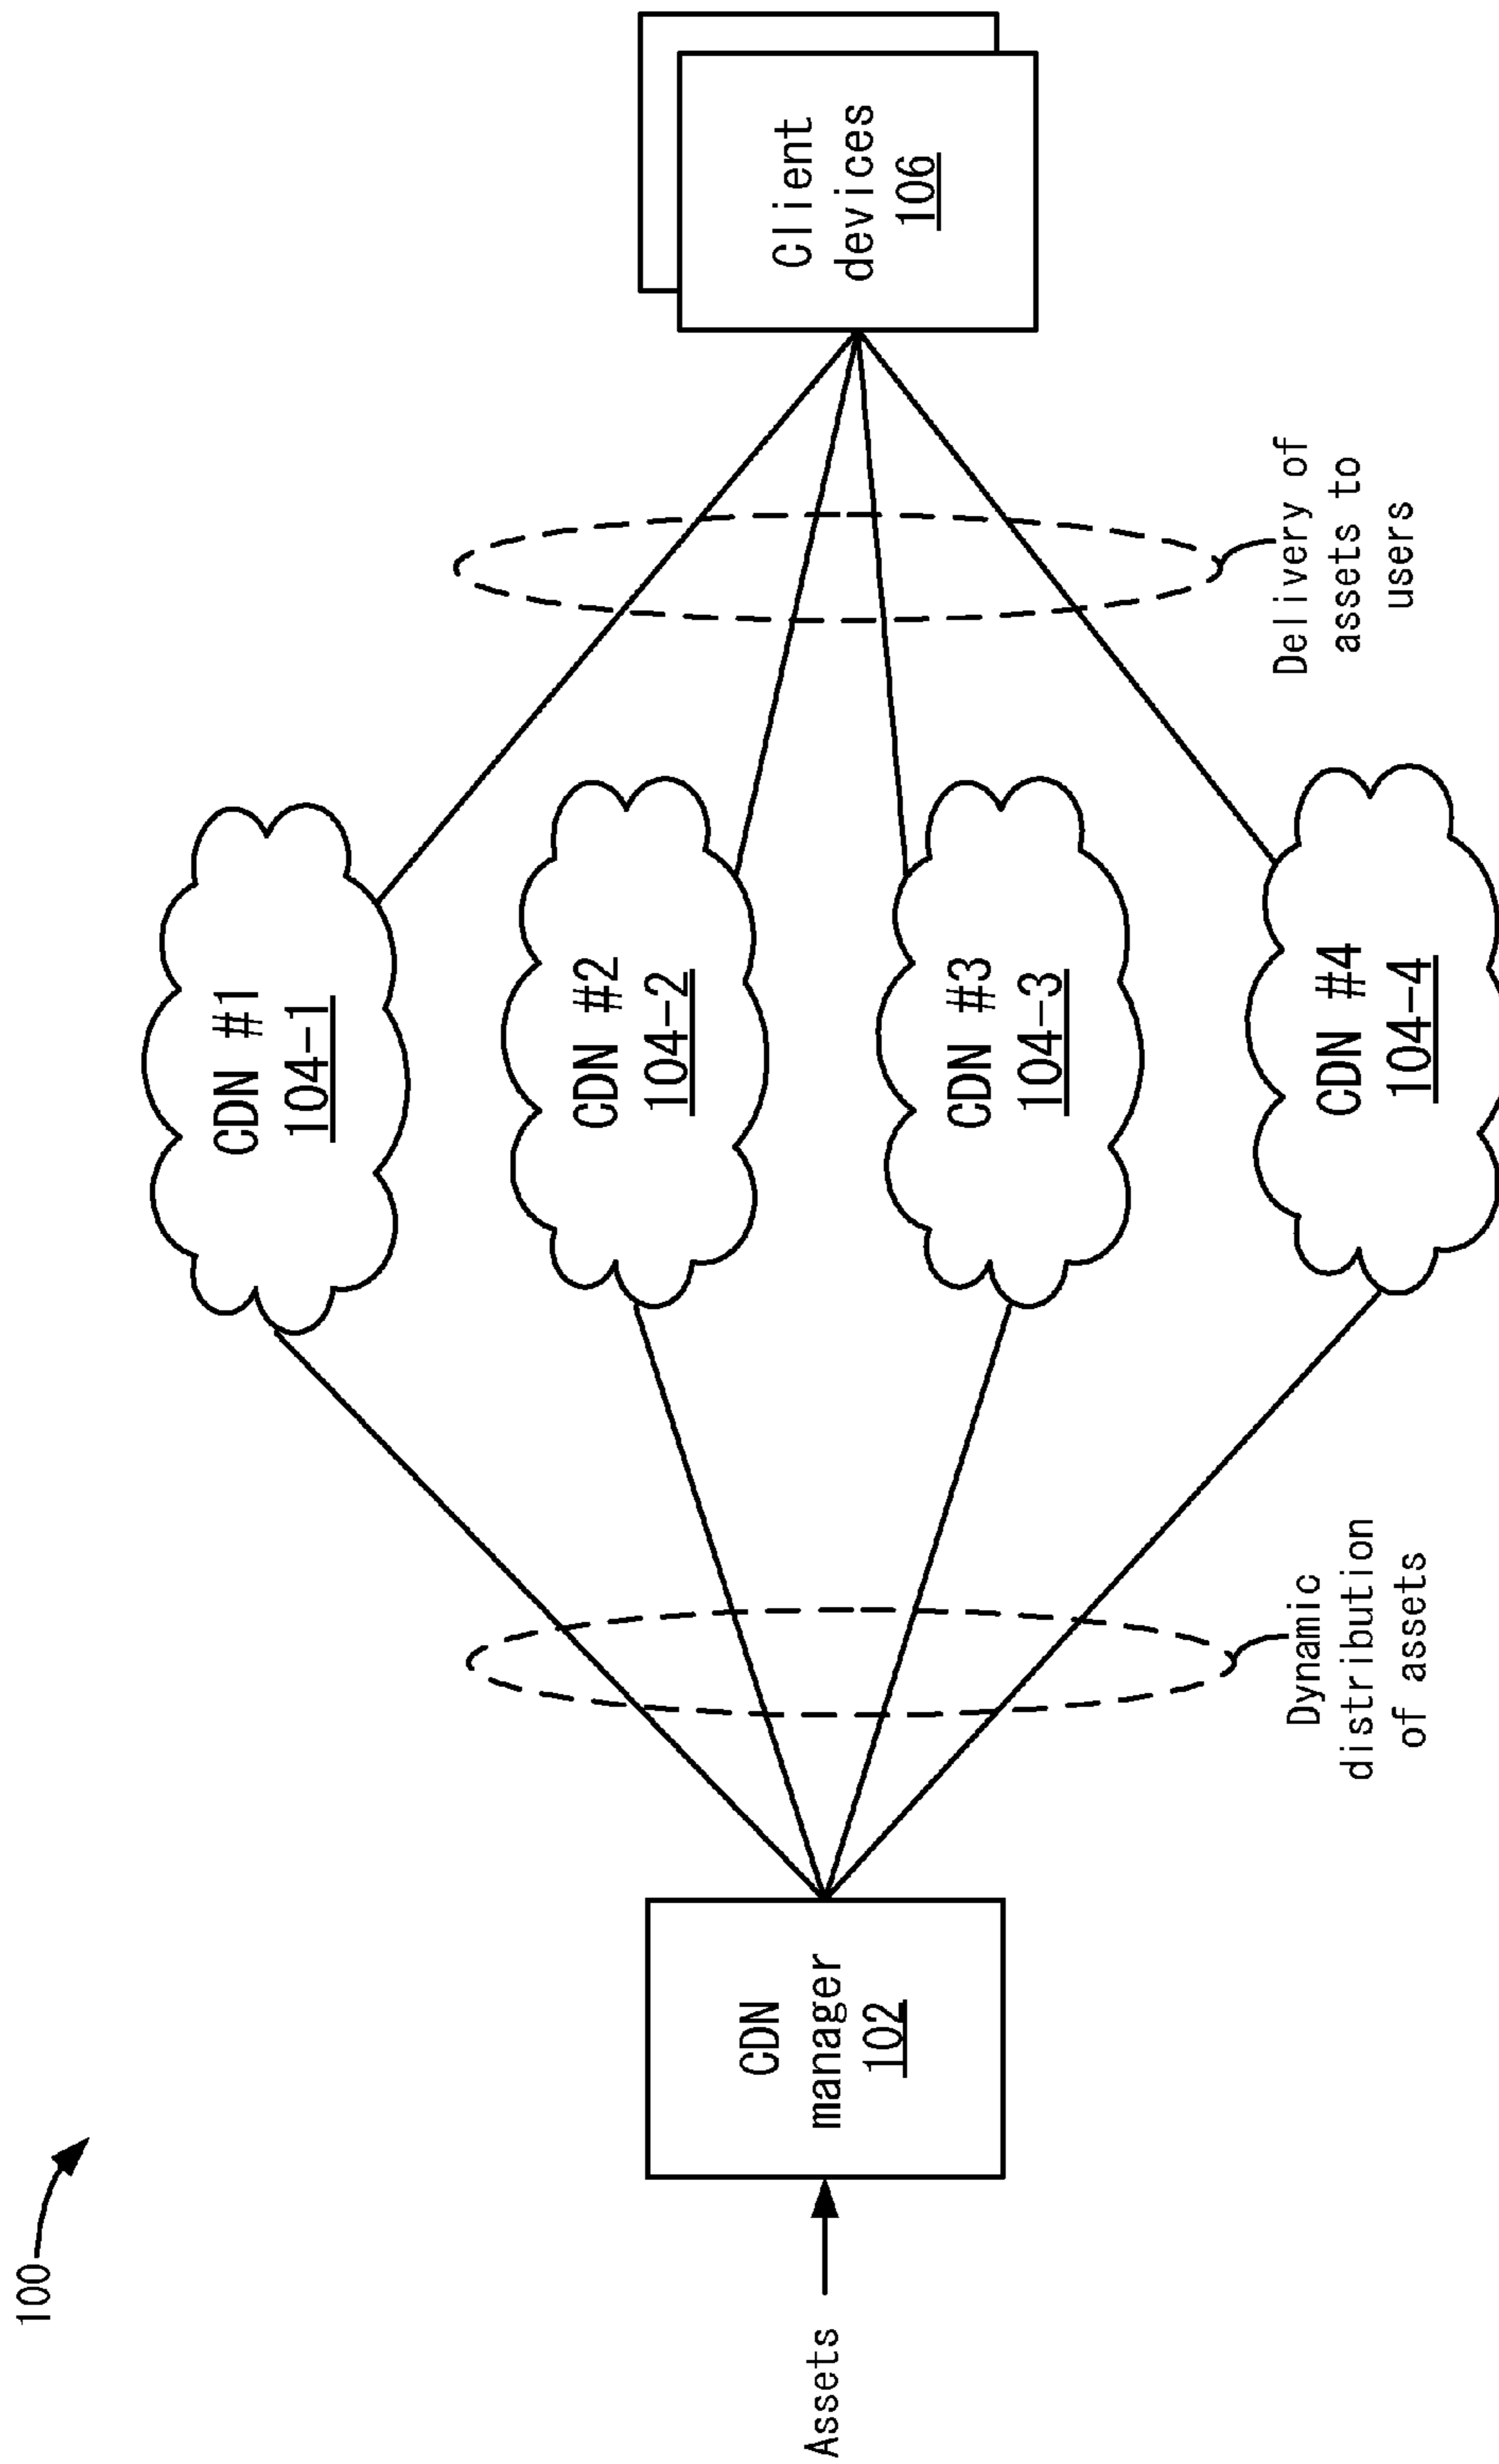 100
Assets
CDN
manager
102
Dynamic
distribution
of assets
CDN #1
104-1
CDN #2
104-2
CDN #3
104-3
CDN #4
104-4
Delivery of
assets to
users
Client
devices
106